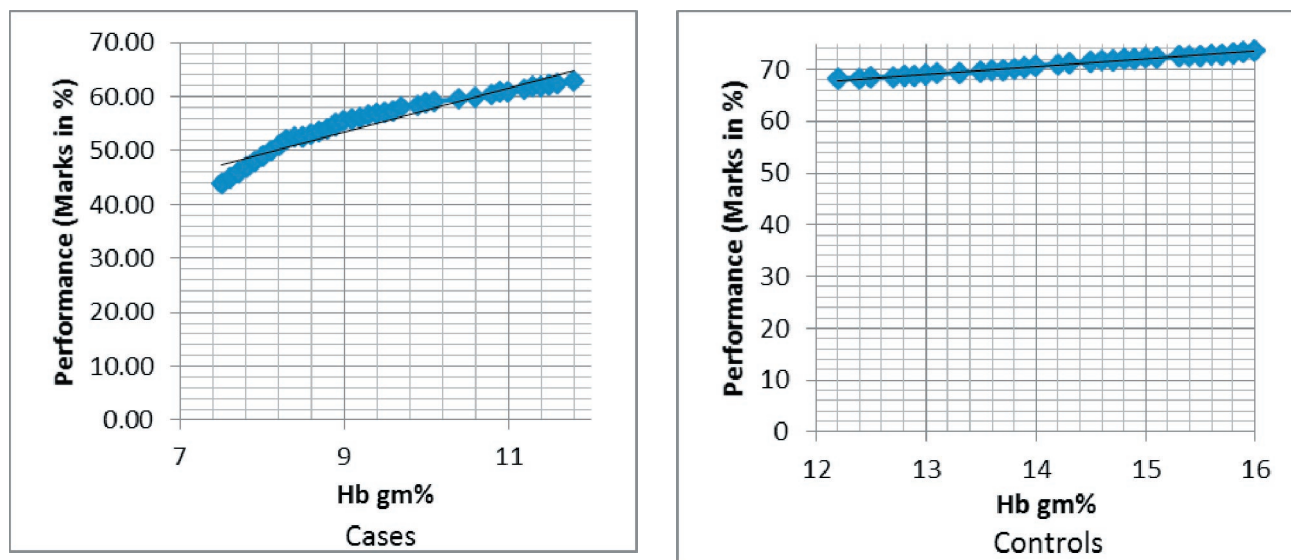 70.00
60.00
50.00
40.00
30.00
20.00
10.00
0.00
Performance (Marks in %)
7 9 11
Hb gm%
Cases
70
60
50
40
30
20
10
0
Performance (Marks in %)
12 13 14 15 16
Hb gm%
Controls